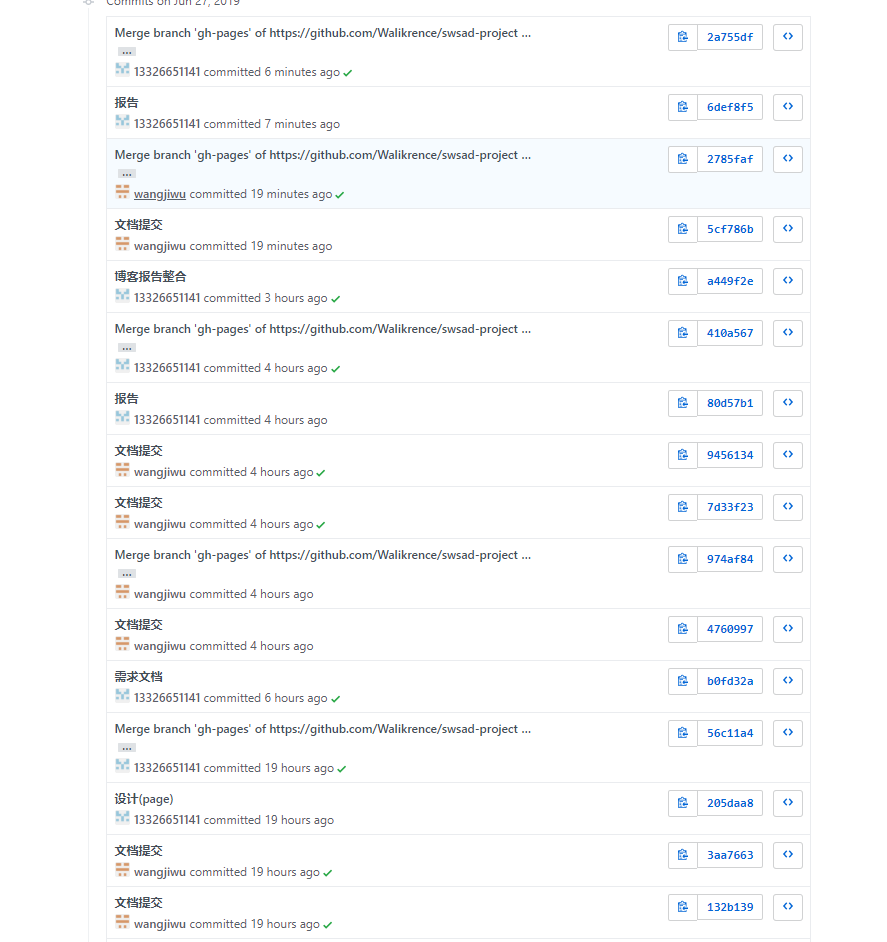 Commits on Jun 27, 2019
Merge branch 'gh-pages' of https://github.com/Walikrence/swsad-project ...
2a755df
...
13326651141 committed 6 minutes ago
报告
6def8f5
13326651141 committed 7 minutes ago
Merge branch 'gh-pages' of https://github.com/Walikrence/swsad-project ...
2785faf
...
wangjiwu committed 19 minutes ago
文档提交
5cf786b
wangjiwu committed 19 minutes ago
博客报告整合
a449f2e
13326651141 committed 3 hours ago
Merge branch 'gh-pages' of https://github.com/Walikrence/swsad-project ...
410a567
...
13326651141 committed 4 hours ago
报告
80d57b1
13326651141 committed 4 hours ago
文档提交
9456134
wangjiwu committed 4 hours ago
文档提交
7d33f23
wangjiwu committed 4 hours ago
Merge branch 'gh-pages' of https://github.com/Walikrence/swsad-project ...
974af84
...
wangjiwu committed 4 hours ago
文档提交
4760997
wangjiwu committed 4 hours ago
需求文档
b0fd32a
13326651141 committed 6 hours ago
Merge branch 'gh-pages' of https://github.com/Walikrence/swsad-project ...
56c11a4
...
13326651141 committed 19 hours ago
设计(page)
205daa8
13326651141 committed 19 hours ago
文档提交
3aa7663
wangjiwu committed 19 hours ago
文档提交
132b139
wangjiwu committed 19 hours ago